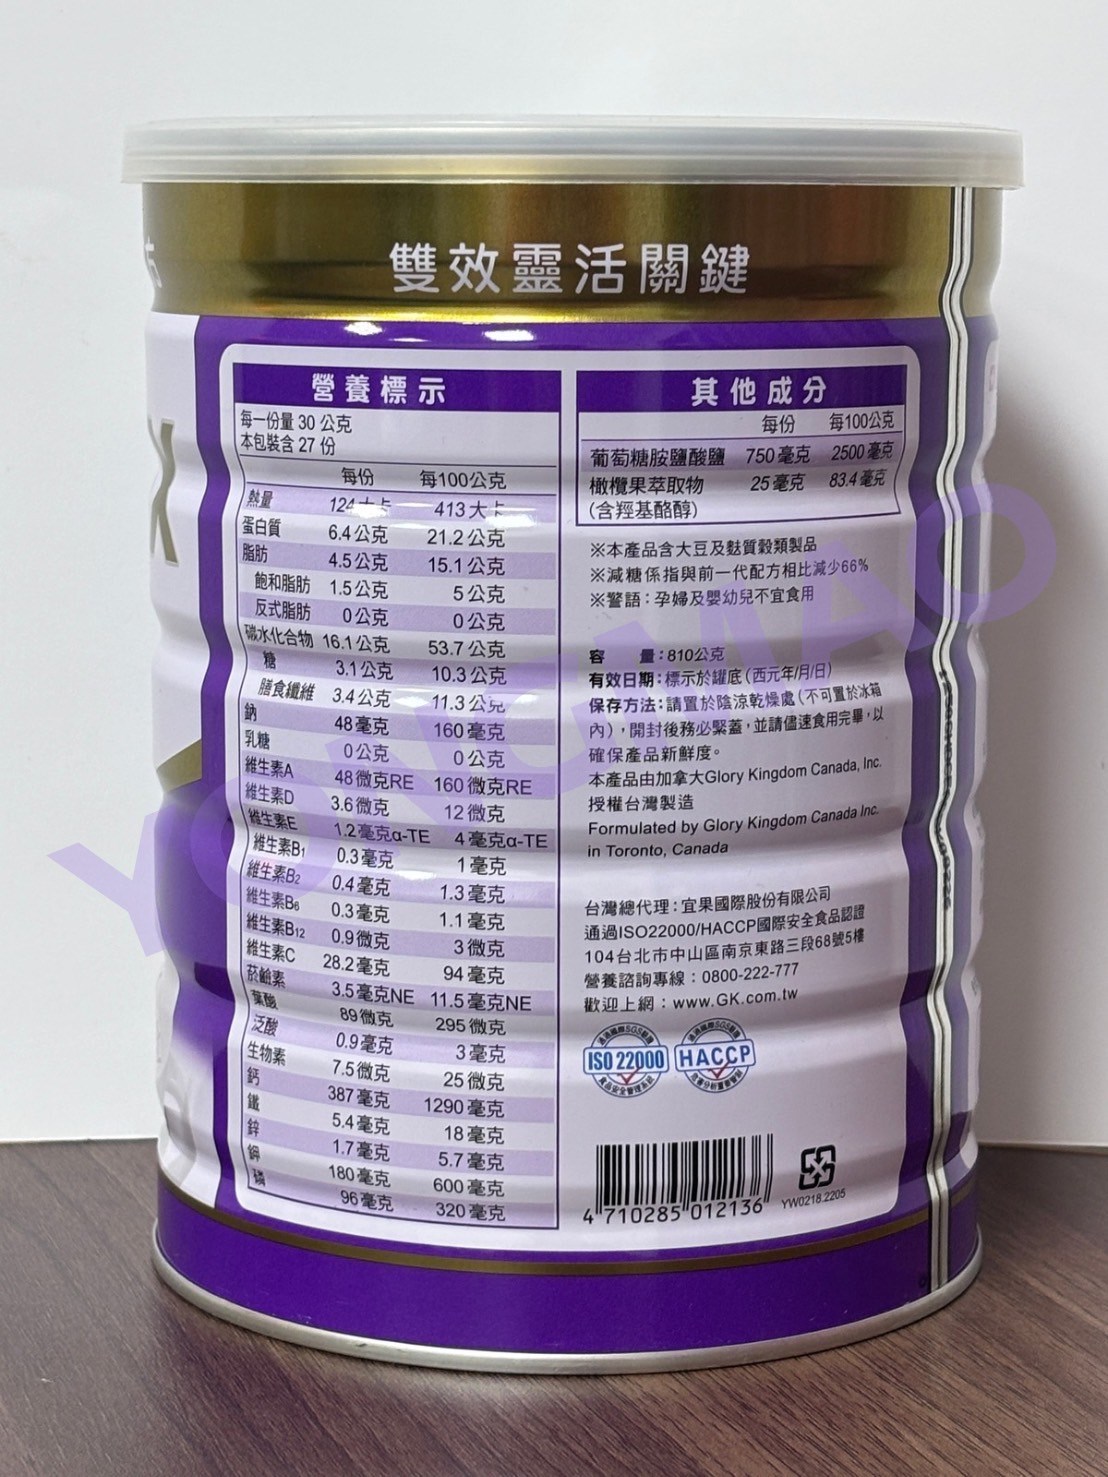 雙效靈活關鍵
營養標示
每一份量 30 公克
本包裝含 27 份
每份 每100公克
熱量 124大卡 413大卡
蛋白質 6.4公克 21.2公克
脂肪 4.5公克 15.1公克
飽和脂肪 1.5公克 5公克
反式脂肪 0公克 0公克
碳水化合物 16.1公克 53.7公克
糖 3.1公克 10.3公克
膳食纖維 3.4公克 11.3公克
鈉 48毫克 160毫克
乳糖 0公克 0公克
維生素A 48微克RE 160微克RE
維生素D 3.6微克 12微克
維生素E 1.2毫克α-TE 4毫克α-TE
維生素B1 0.3毫克 1毫克
維生素B2 0.4毫克 1.3毫克
維生素B6 0.3毫克 1.1毫克
維生素B12 0.9微克 3微克
維生素C 28.2毫克 94毫克
菸鹼素 3.5毫克NE 11.5毫克NE
葉酸 89微克 295微克
泛酸 0.9毫克 3毫克
生物素 7.5微克 25微克
鈣 387毫克 1290毫克
鐵 5.4毫克 18毫克
鋅 1.7毫克 5.7毫克
鉀 180毫克 600毫克
磷 96毫克 320毫克
其他成分
每份 每100公克
葡萄糖胺鹽酸鹽 750毫克 2500毫克
橄欖果萃取物 25毫克 83.4毫克
(含羥基酪醇)
※本產品含大豆及麩質穀類製品
※減糖係指與前一代配方相比減少66%
※警語：孕婦及嬰幼兒不宜食用
容 量：810公克
有效日期：標示於罐底(西元年/月/日)
保存方法：請置於陰涼乾燥處(不可置於冰箱
內)，開封後務必緊蓋，並請儘速食用完畢，以
確保產品新鮮度。
本產品由加拿大Glory Kingdom Canada, Inc.
授權台灣製造
Formulated by Glory Kingdom Canada Inc.
in Toronto, Canada
台灣總代理：宜果國際股份有限公司
通過ISO22000/HACCP國際安全食品認證
104台北市中山區南京東路三段68號5樓
營養諮詢專線：0800-222-777
歡迎上網：www.GK.com.tw
ISO 22000 HACCP
4 710285 012136
YW0218.2205
YONGMAO